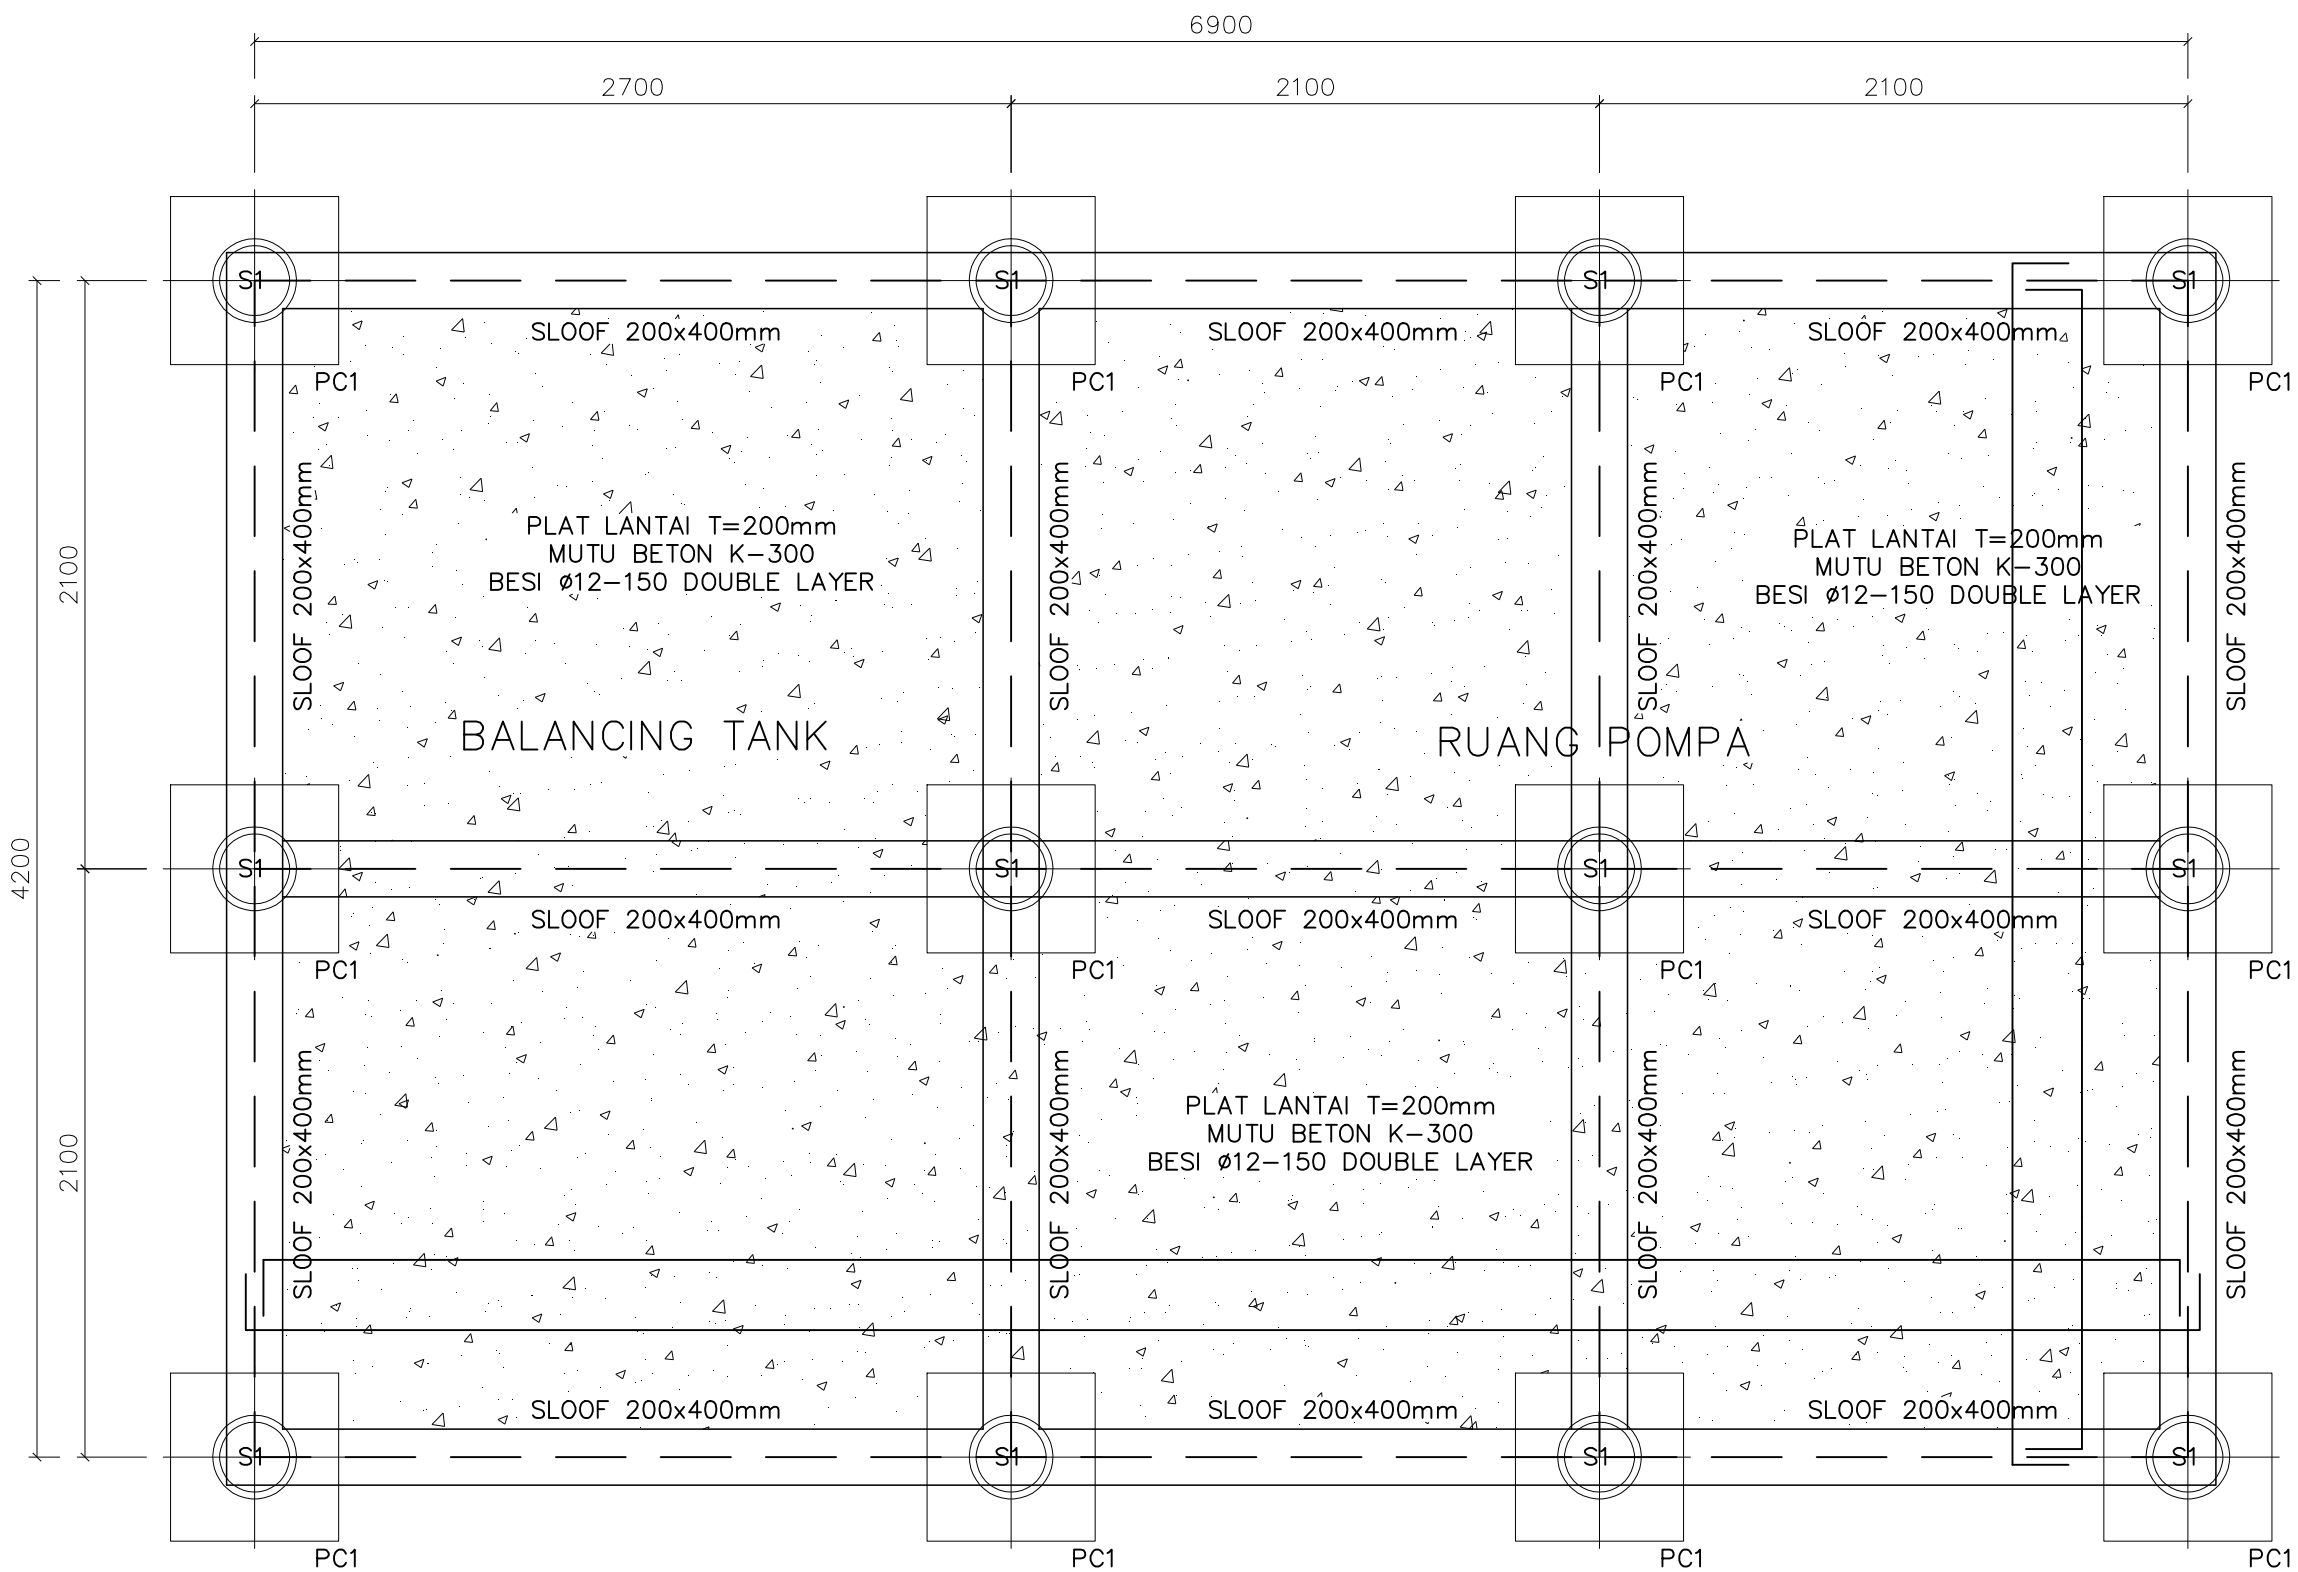 6900
2700
2100
2100
S1
S1
S1
S1
SLOOF 200x400mm
SLOOF 200x400mm
SLOOF 200x400mm
PC1
PC1
PC1
PC1
4200
2100
SLOOF 200x400mm
SLOOF 200x400mm
SLOOF 200x400mm
SLOOF 200x400mm
PLAT LANTAI T=200mm
MUTU BETON K-300
BESI ø12-150 DOUBLE LAYER
PLAT LANTAI T=200mm
MUTU BETON K-300
BESI ø12-150 DOUBLE LAYER
BALANCING TANK
RUANG POMPA
S1
S1
S1
S1
SLOOF 200x400mm
SLOOF 200x400mm
SLOOF 200x400mm
PC1
PC1
PC1
PC1
2100
SLOOF 200x400mm
SLOOF 200x400mm
SLOOF 200x400mm
SLOOF 200x400mm
PLAT LANTAI T=200mm
MUTU BETON K-300
BESI ø12-150 DOUBLE LAYER
SLOOF 200x400mm
SLOOF 200x400mm
SLOOF 200x400mm
S1
S1
S1
S1
PC1
PC1
PC1
PC1